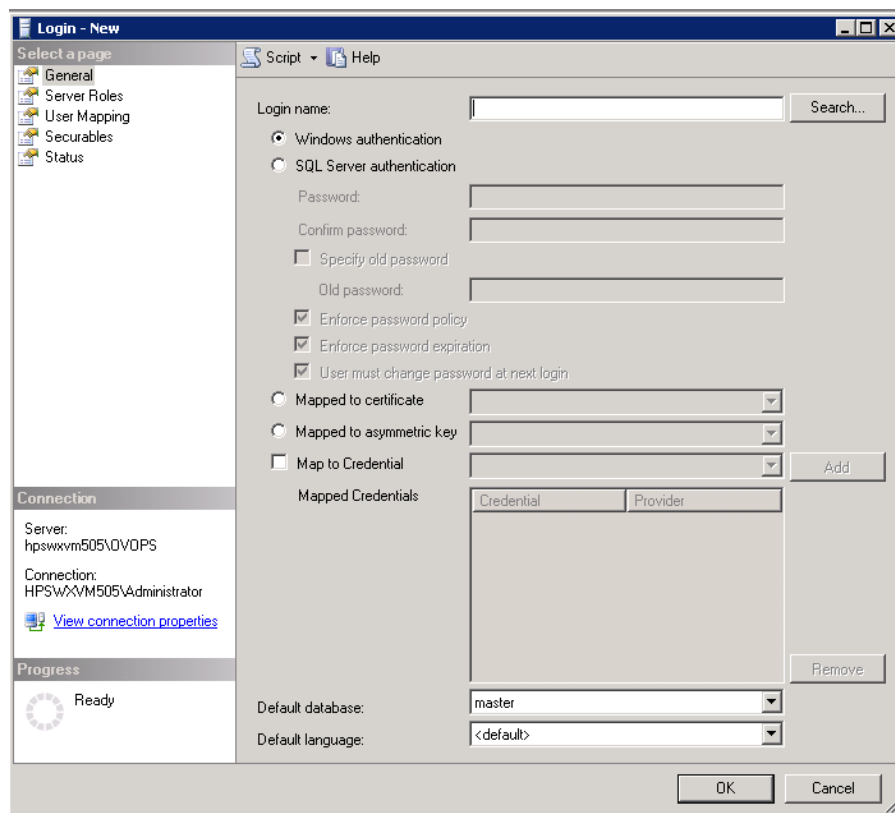 Login - New
Select a page
General
Server Roles
User Mapping
Securables
Status
Connection
Server:
hpswxvm505\OVOPS
Connection:
HPSWXVM505\Administrator
View connection properties
Progress
Ready
Script Help
Login name: Search...
Windows authentication
SQL Server authentication
Password:
Confirm password:
Specify old password
Old password:
Enforce password policy
Enforce password expiration
User must change password at next login
Mapped to certificate
Mapped to asymmetric key
Map to Credential Add
Mapped Credentials Credential Provider
Remove
Default database: master
Default language: <default>
OK Cancel